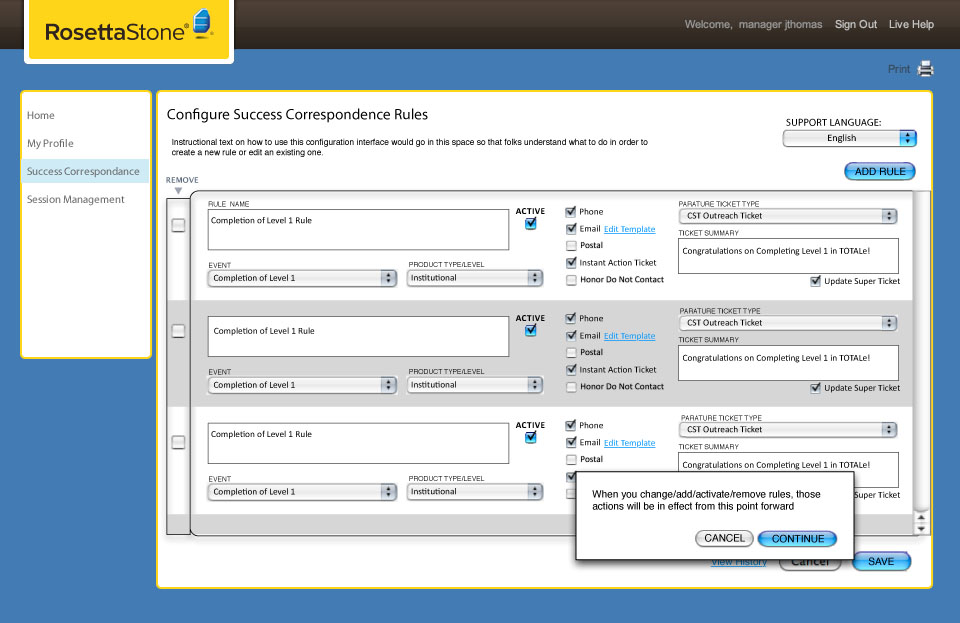 RosettaStone®
Welcome, manager jthomas Sign Out Live Help
Print
Home
My Profile
Success Correspondance
Session Management
Configure Success Correspondence Rules
Instructional text on how to use this configuration interface would go in this space so that folks understand what to do in order to
create a new rule or edit an existing one.
SUPPORT LANGUAGE:
English
ADD RULE
REMOVE
RULE NAME
Completion of Level 1 Rule
ACTIVE
EVENT
Completion of Level 1
PRODUCT TYPE/LEVEL
Institutional
Phone
Email Edit Template
Postal
Instant Action Ticket
Honor Do Not Contact
PARATURE TICKET TYPE
CST Outreach Ticket
TICKET SUMMARY
Congratulations on Completing Level 1 in TOTALe!
Update Super Ticket
Completion of Level 1 Rule
ACTIVE
EVENT
Completion of Level 1
PRODUCT TYPE/LEVEL
Institutional
Phone
Email Edit Template
Postal
Instant Action Ticket
Honor Do Not Contact
PARATURE TICKET TYPE
CST Outreach Ticket
TICKET SUMMARY
Congratulations on Completing Level 1 in TOTALe!
Update Super Ticket
Completion of Level 1 Rule
ACTIVE
EVENT
Completion of Level 1
PRODUCT TYPE/LEVEL
Institutional
Phone
Email Edit Template
Postal
PARATURE TICKET TYPE
CST Outreach Ticket
TICKET SUMMARY
Congratulations on Completing Level 1 in TOTALe!
Super Ticket
When you change/add/activate/remove rules, those
actions will be in effect from this point forward
CANCEL CONTINUE
View History Cancel SAVE